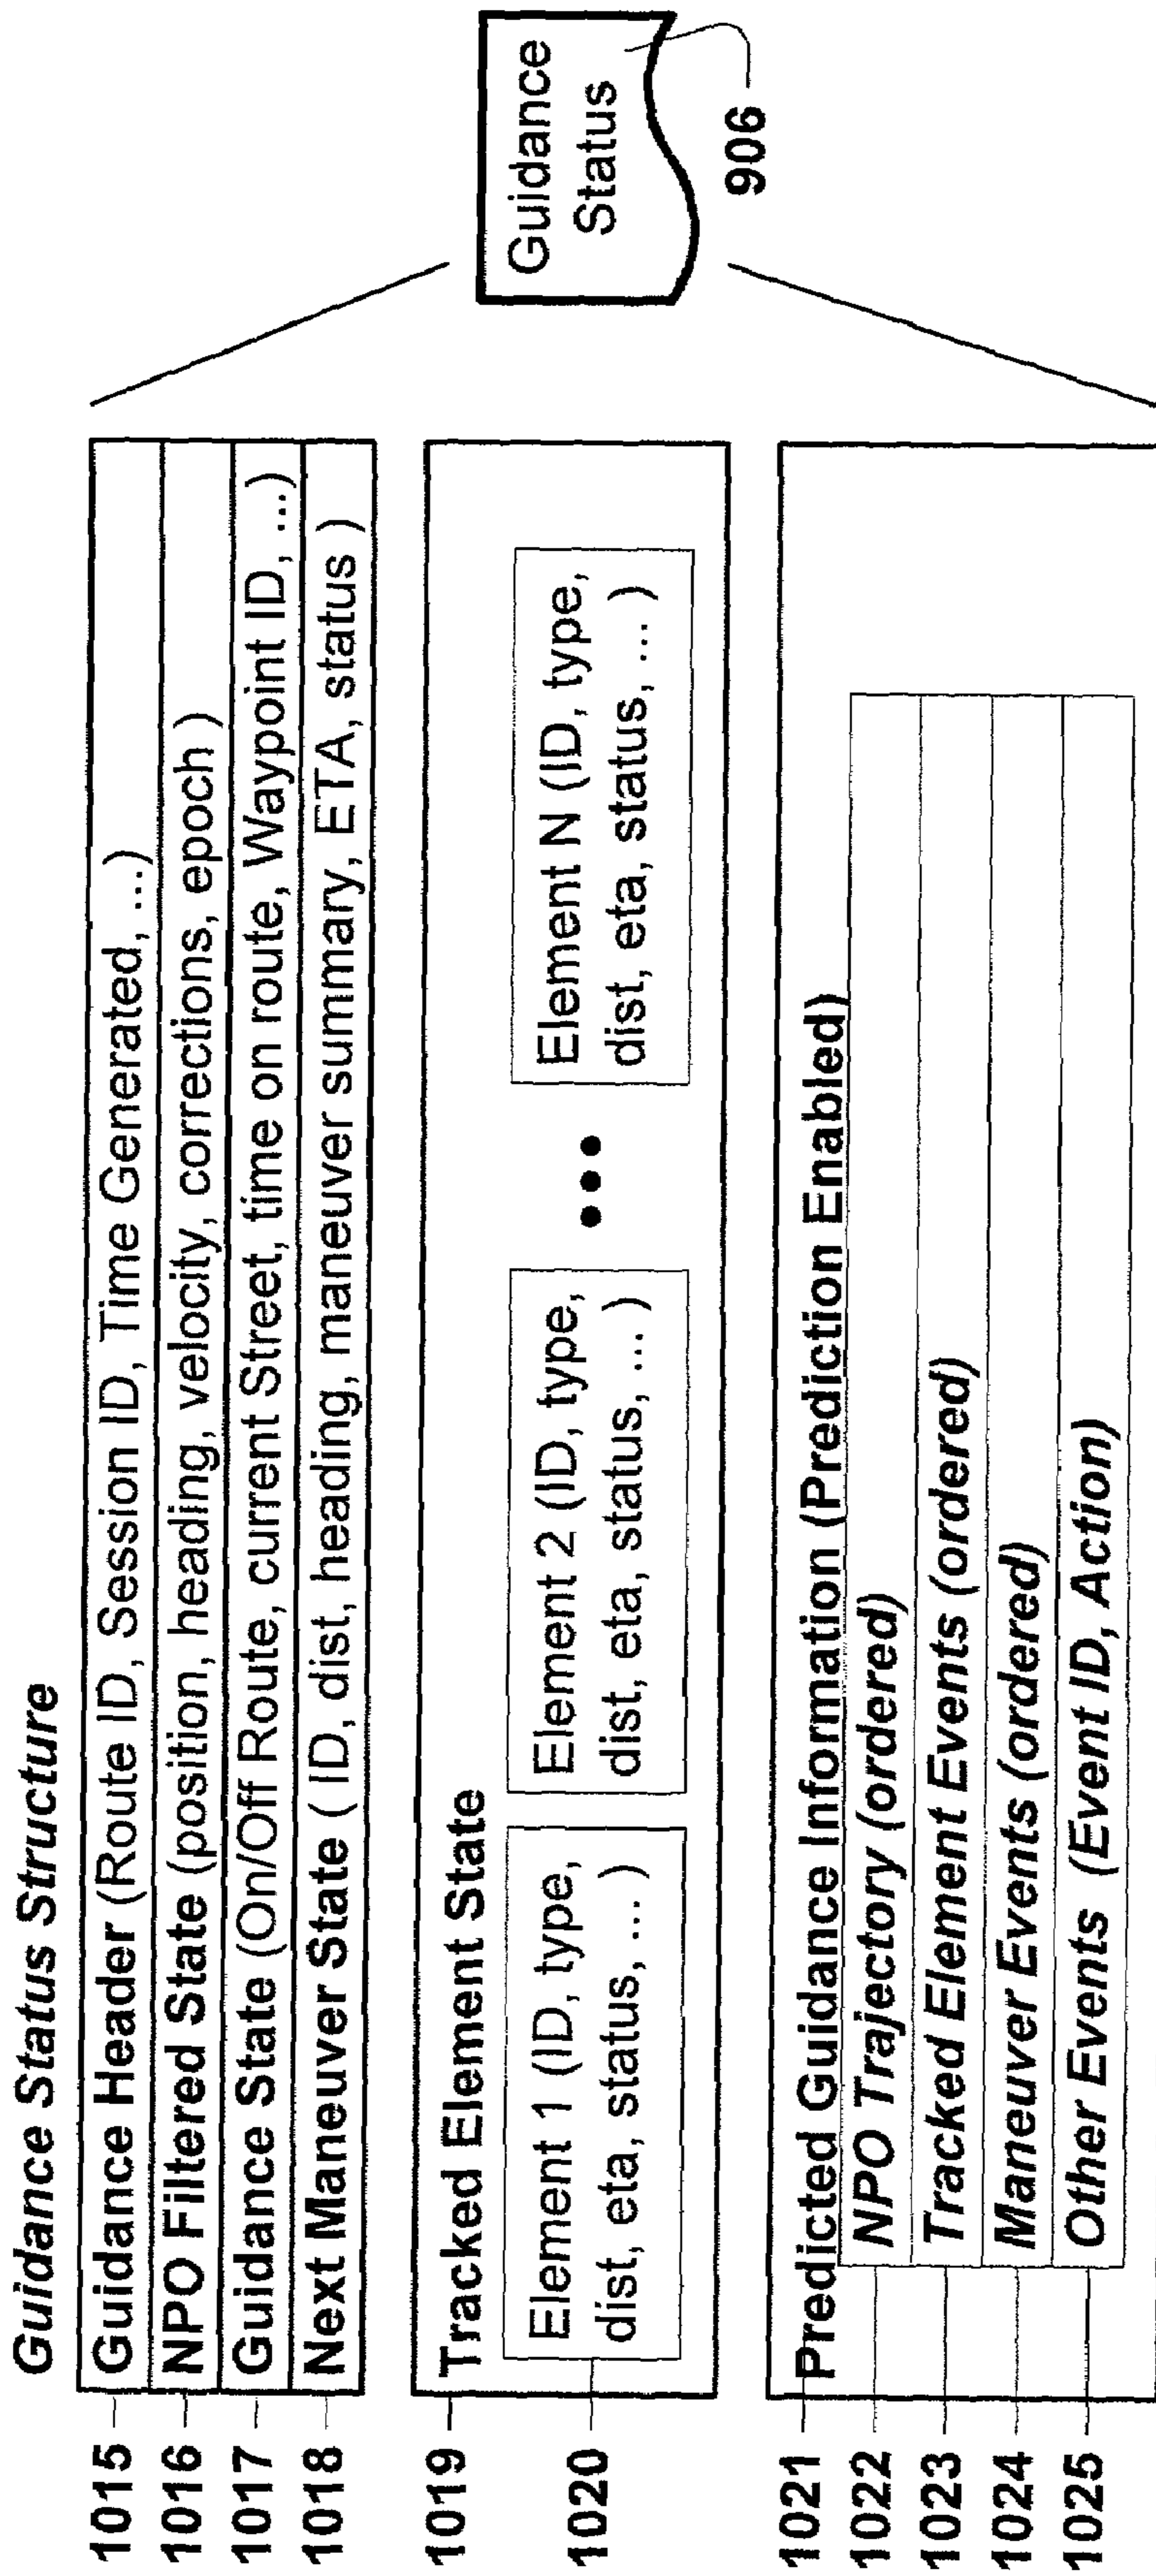 Guidance Status Structure
1015
Guidance Header (Route ID, Session ID, Time Generated, ...)
1016
NPO Filtered State (position, heading, velocity, corrections, epoch )
1017
Guidance State (On/Off Route, current Street, time on route, Waypoint ID, ...)
1018
Next Maneuver State ( ID, dist, heading, maneuver summary, ETA, status )
1019
Tracked Element State
1020
Element 1 (ID, type,
dist, eta, status, ... )
Element 2 (ID, type,
dist, eta, status, ... )
•••
Element N (ID, type,
dist, eta, status, ... )
1021
Predicted Guidance Information (Prediction Enabled)
1022
NPO Trajectory (ordered)
1023
Tracked Element Events (ordered)
1024
Maneuver Events (ordered)
1025
Other Events (Event ID, Action)
Guidance
Status
906